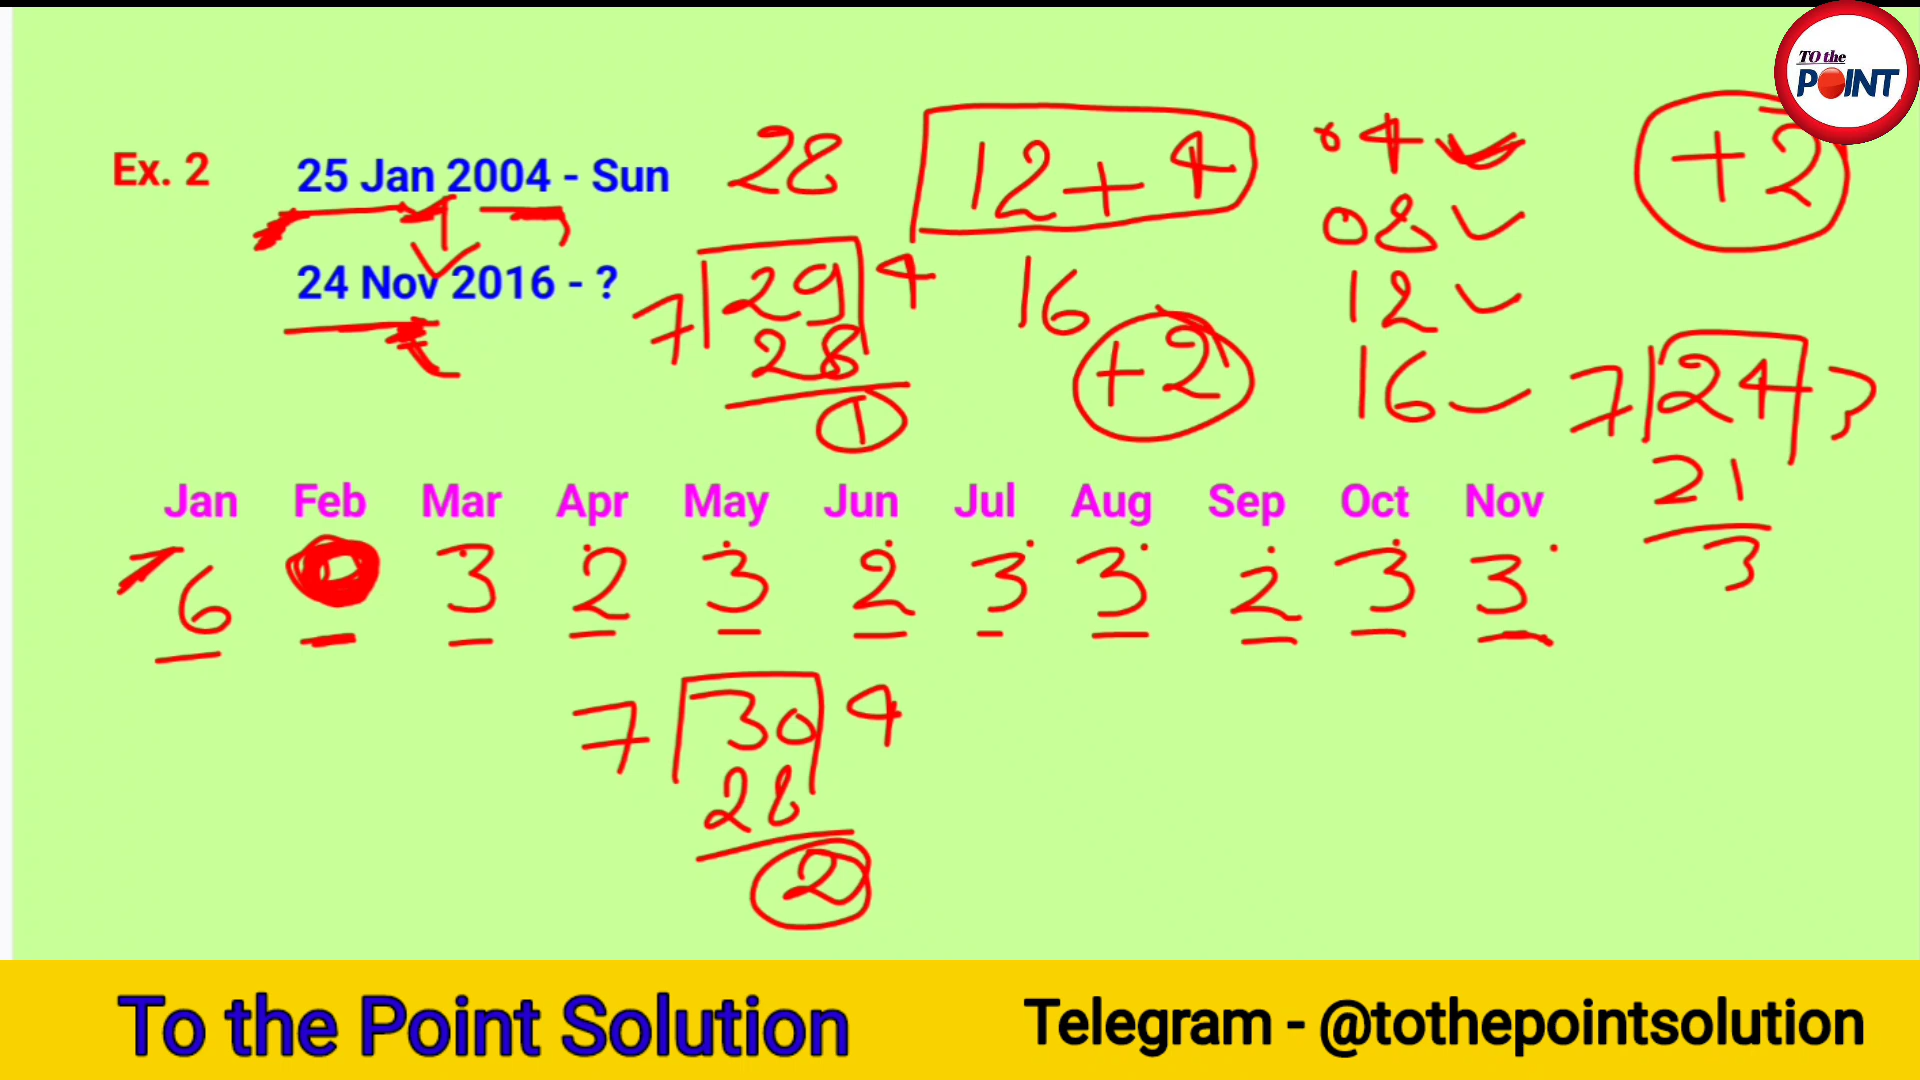 TO the
POINT
Ex. 2
25 Jan 2004 - Sun
24 Nov 2016 - ?
28
12 + 4
16
+2
04
08
12
16
+2
7 29 4
28
1
7 24 3
21
3
Jan Feb Mar Apr May Jun Jul Aug Sep Oct Nov
6 0 3 2 3 2 3 3 2 3 3
7 30 4
28
2
To the Point Solution
Telegram - @tothepointsolution